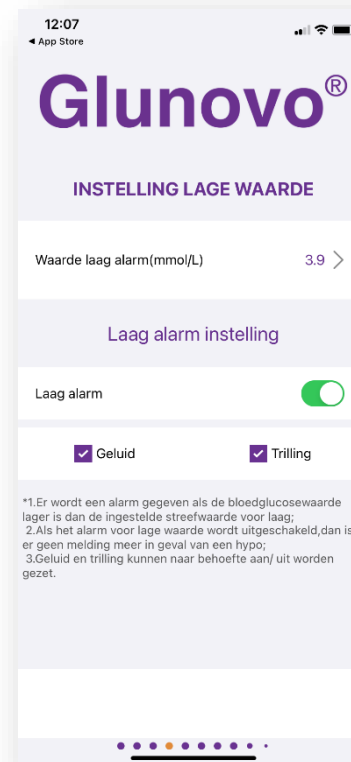 12:07
◀ App Store
Glunovo®
INSTELLING LAGE WAARDE
Waarde laag alarm(mmol/L) 3.9
Laag alarm instelling
Laag alarm
Geluid Trilling
*1.Er wordt een alarm gegeven als de bloedglucosewaarde
lager is dan de ingestelde streefwaarde voor laag;
2.Als het alarm voor lage waarde wordt uitgeschakeld,dan is
er geen melding meer in geval van een hypo;
3.Geluid en trilling kunnen naar behoefte aan/ uit worden
gezet.